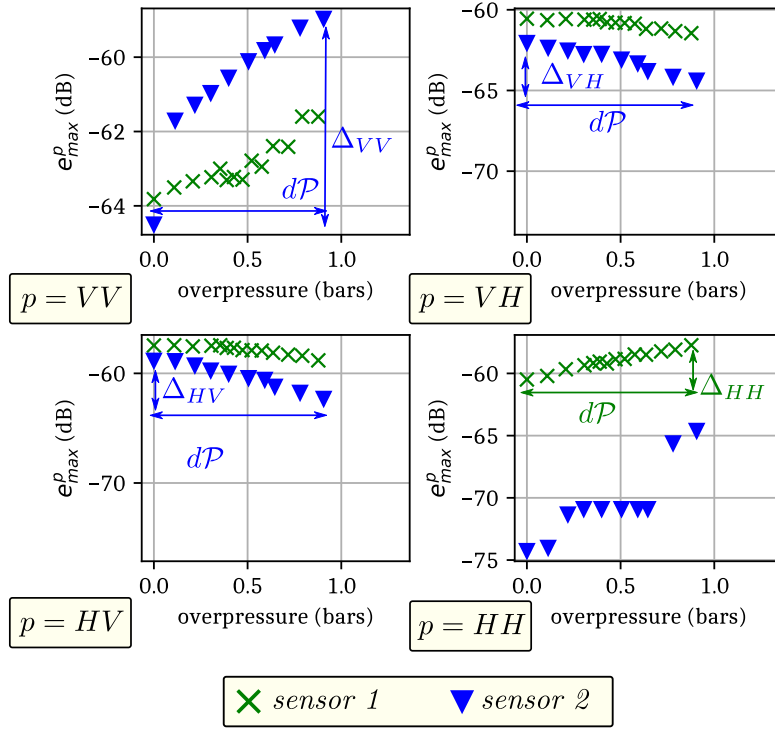 −60
−62
−64
0.0 0.5 1.0
overpressure (bars)
e^p_max (dB)
Δ_VV
d𝒫
p = VV
−60
−65
−70
0.0 0.5 1.0
overpressure (bars)
e^p_max (dB)
Δ_VH
d𝒫
p = VH
−60
−70
0.0 0.5 1.0
overpressure (bars)
e^p_max (dB)
Δ_HV
d𝒫
p = HV
−60
−65
−70
−75
0.0 0.5 1.0
overpressure (bars)
e^p_max (dB)
Δ_HH
d𝒫
p = HH
sensor 1 sensor 2